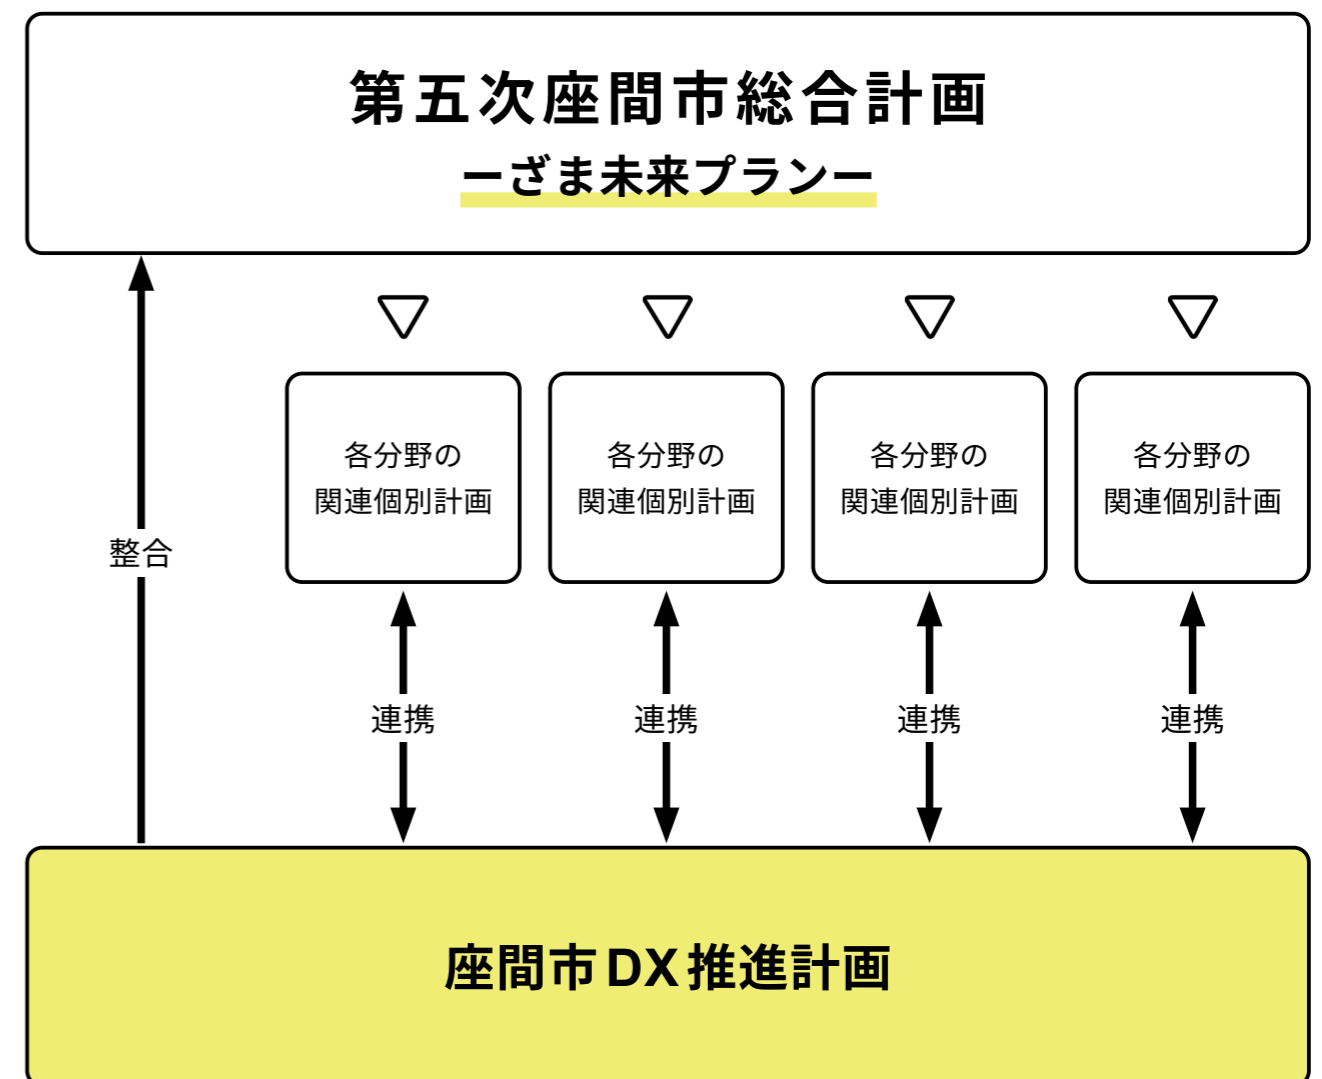 第五次座間市総合計画
ーざま未来プランー
各分野の
関連個別計画
各分野の
関連個別計画
各分野の
関連個別計画
各分野の
関連個別計画
整合
連携
連携
連携
連携
座間市DX推進計画